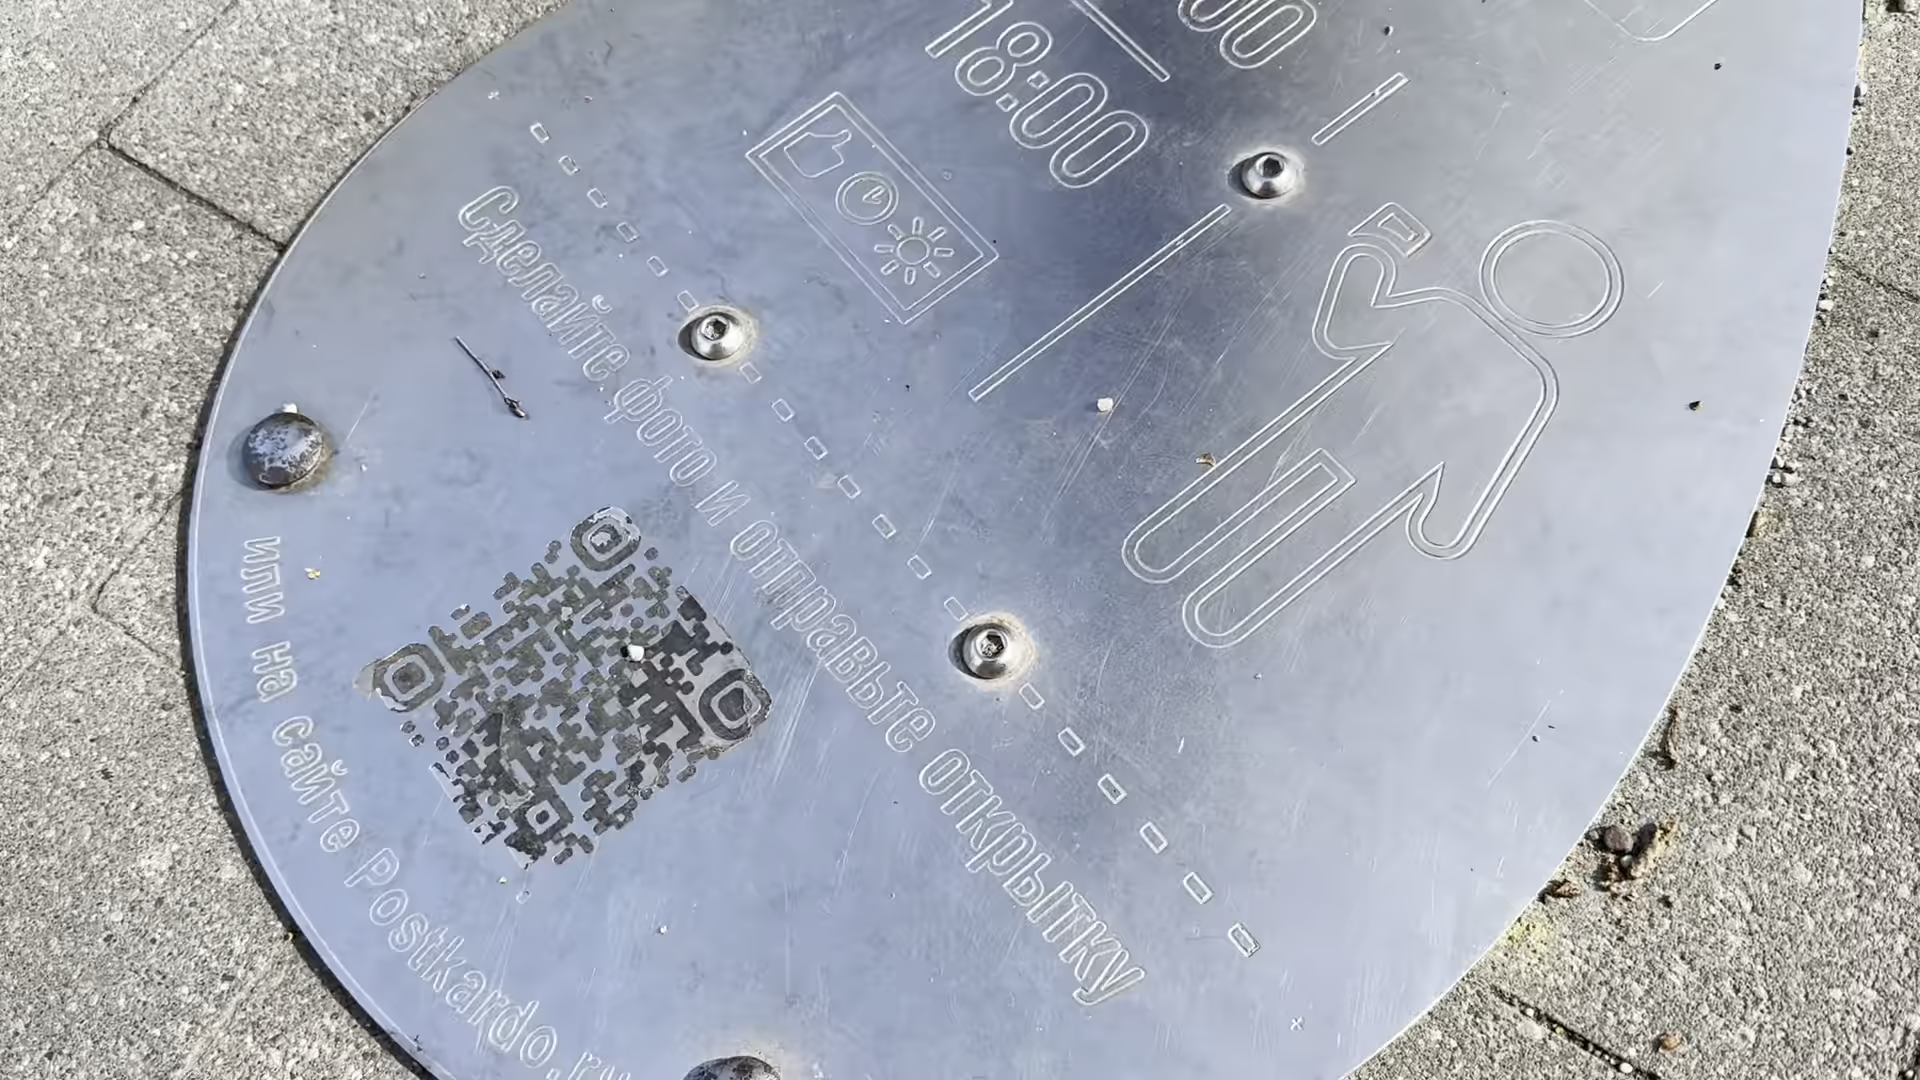 18:00
Сделайте фото и отправьте открытку
или на сайте Postkardo.ru